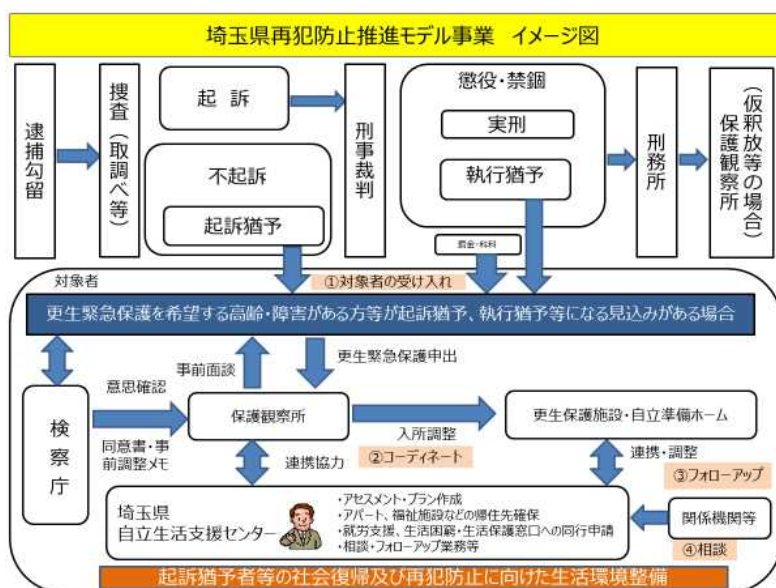 埼玉県再犯防止推進モデル事業　イメージ図
逮捕勾留
捜査（取調べ等）
起 訴
不起訴
起訴猶予
刑事裁判
懲役・禁錮
実刑
執行猶予
罰金・科料
刑務所
（仮釈放等の場合）
保護観察所
対象者
①対象者の受け入れ
更生緊急保護を希望する高齢・障害がある方等が起訴猶予、執行猶予等になる見込みがある場合
検察庁
意思確認
同意書・事
前調整メモ
事前面談
更生緊急保護申出
保護観察所
入所調整
②コーディネート
更生保護施設・自立準備ホーム
連携協力
連携・調整
③フォローアップ
埼玉県
自立生活支援センター
・アセスメント・プラン作成
・アパート、福祉施設などの帰住先確保
・就労支援、生活困窮・生活保護窓口への同行申請
・相談・フォローアップ業務等
関係機関等
④相談
起訴猶予者等の社会復帰及び再犯防止に向けた生活環境整備